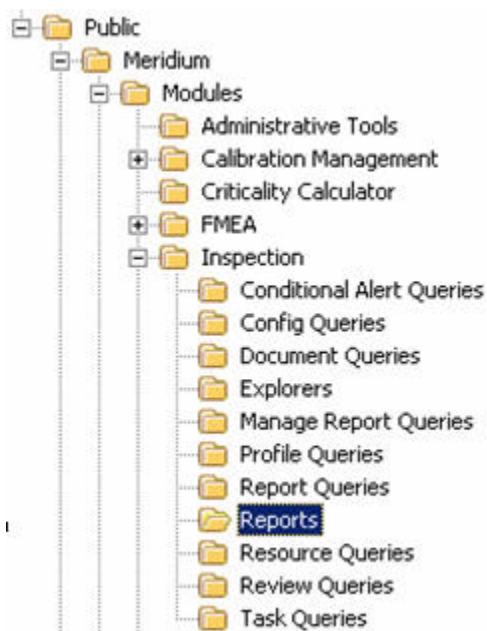 Public
Meridium
Modules
Administrative Tools
Calibration Management
Criticality Calculator
FMEA
Inspection
Conditional Alert Queries
Config Queries
Document Queries
Explorers
Manage Report Queries
Profile Queries
Report Queries
Reports
Resource Queries
Review Queries
Task Queries